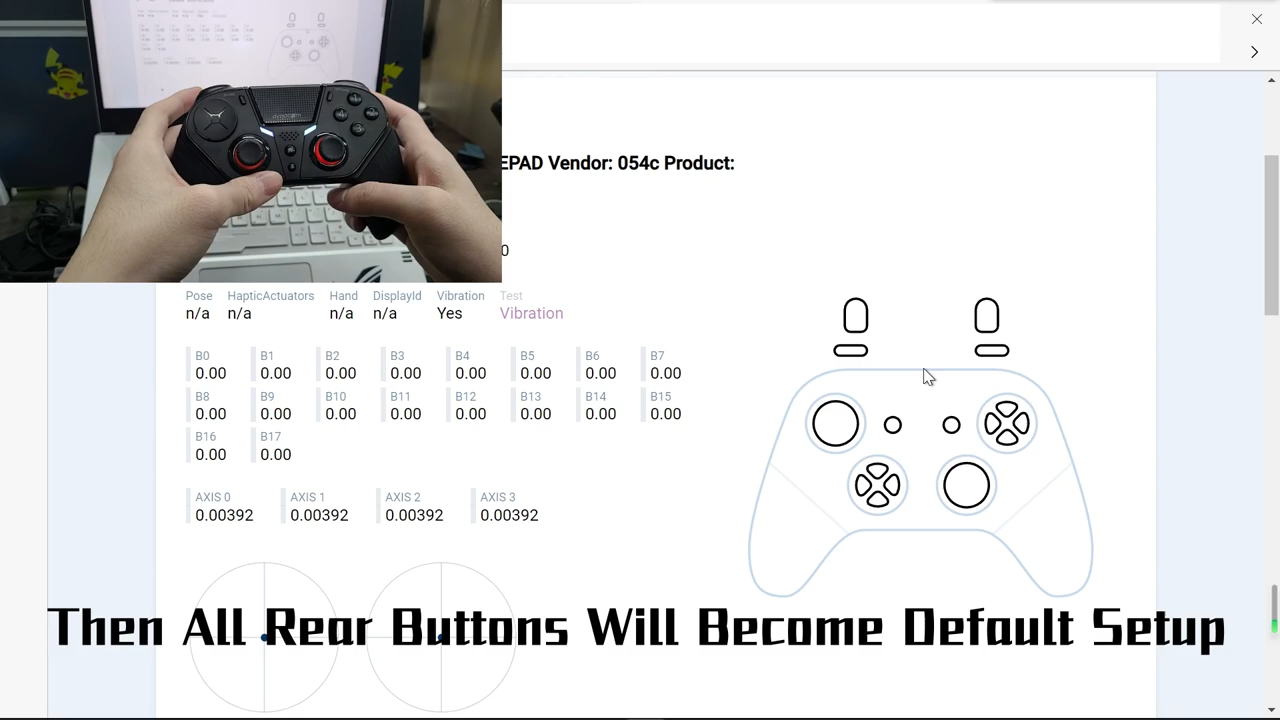 EPAD Vendor: 054c Product:
0
Pose HapticActuators Hand DisplayId Vibration Test
n/a n/a n/a n/a Yes Vibration
B0 B1 B2 B3 B4 B5 B6 B7
0.00 0.00 0.00 0.00 0.00 0.00 0.00 0.00
B8 B9 B10 B11 B12 B13 B14 B15
0.00 0.00 0.00 0.00 0.00 0.00 0.00 0.00
B16 B17
0.00 0.00
AXIS 0 AXIS 1 AXIS 2 AXIS 3
0.00392 0.00392 0.00392 0.00392
Then All Rear Buttons Will Become Default Setup